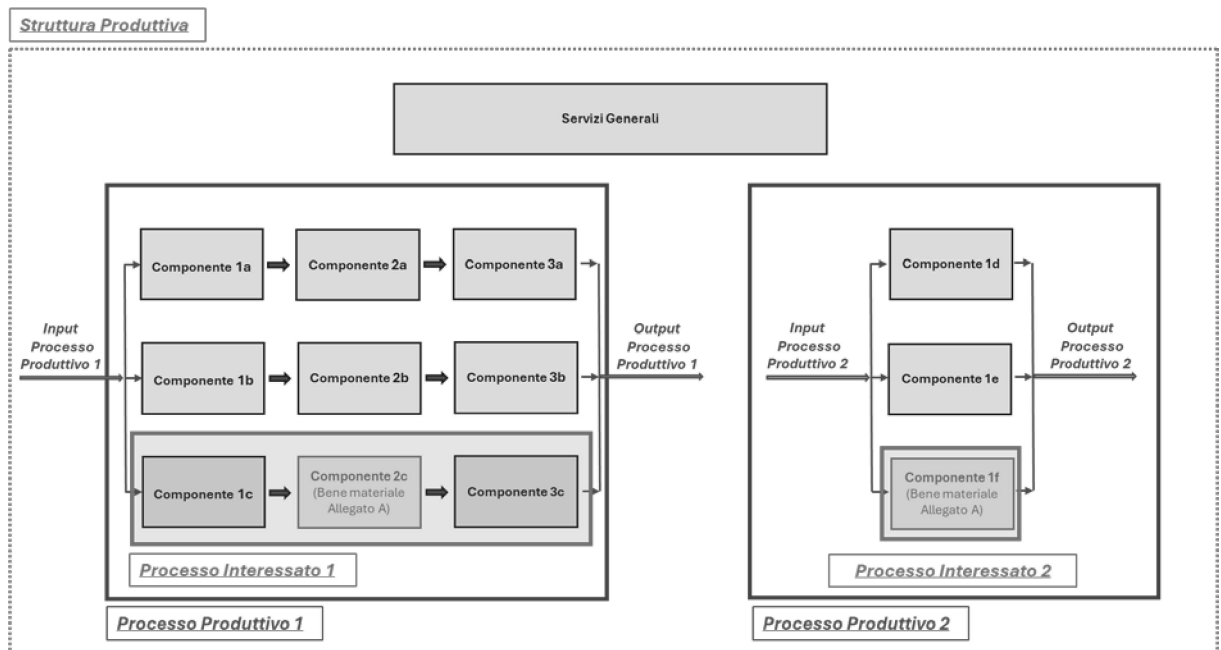 Struttura Produttiva
Servizi Generali
Componente 1a
Componente 2a
Componente 3a
Input
Processo
Produttivo 1
Componente 1b
Componente 2b
Componente 3b
Output
Processo
Produttivo 1
Componente 1c
Componente 2c
(Bene materiale
Allegato A)
Componente 3c
Processo Interessato 1
Processo Produttivo 1
Componente 1d
Input
Processo
Produttivo 2
Componente 1e
Output
Processo
Produttivo 2
Componente 1f
(Bene materiale
Allegato A)
Processo Interessato 2
Processo Produttivo 2